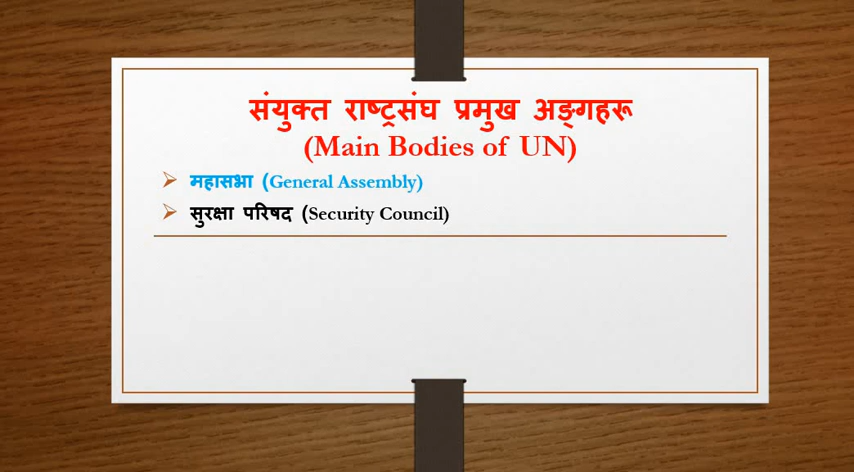 संयुक्त राष्ट्रसंघ प्रमुख अङ्गहरू
(Main Bodies of UN)
महासभा (General Assembly)
सुरक्षा परिषद (Security Council)